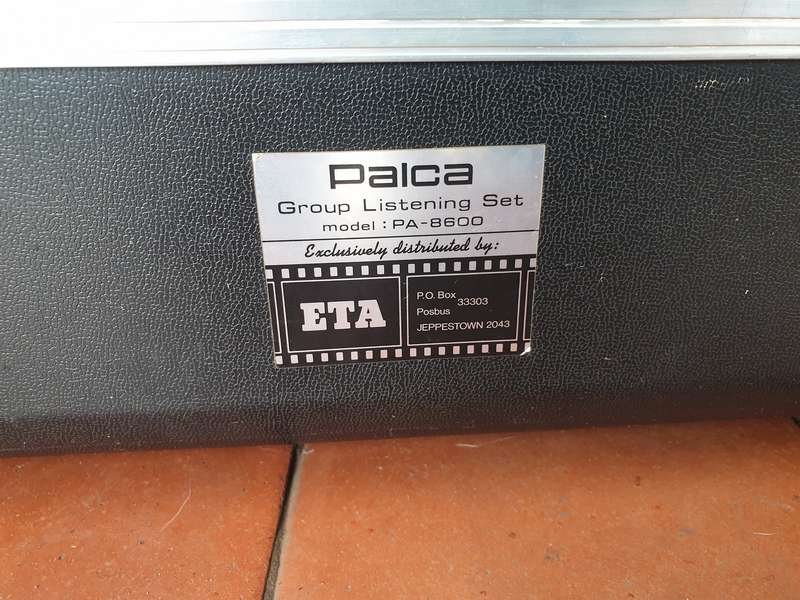 Palca
Group Listening Set
model : PA-8600
Exclusively distributed by:
ETA
P.O. Box
33303
Posbus
JEPPESTOWN 2043